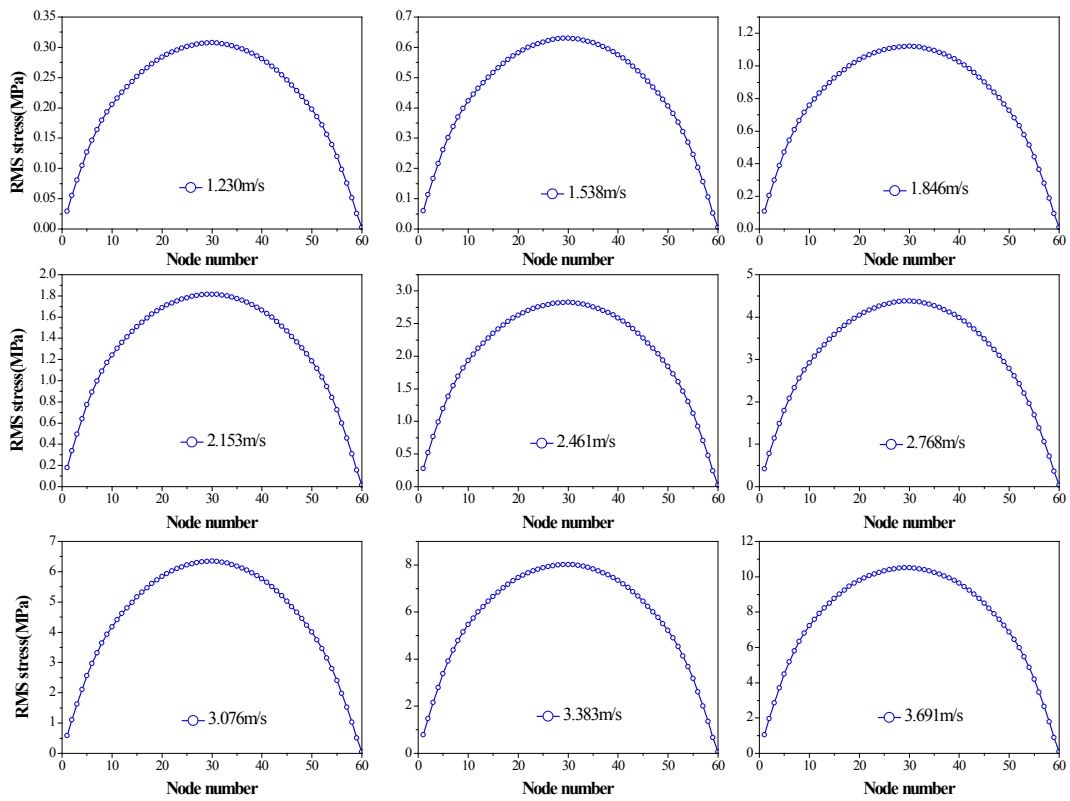 RMS stress(MPa)
0.35
0.30
0.25
0.20
0.15
0.10
0.05
0.00
1.230m/s
0 10 20 30 40 50 60
Node number
0.7
0.6
0.5
0.4
0.3
0.2
0.1
0.0
1.538m/s
0 10 20 30 40 50 60
Node number
1.2
1.0
0.8
0.6
0.4
0.2
0.0
1.846m/s
0 10 20 30 40 50 60
Node number
RMS stress(MPa)
2.0
1.8
1.6
1.4
1.2
1.0
0.8
0.6
0.4
0.2
0.0
2.153m/s
0 10 20 30 40 50 60
Node number
3.0
2.5
2.0
1.5
1.0
0.5
0.0
2.461m/s
0 10 20 30 40 50 60
Node number
5
4
3
2
1
0
2.768m/s
0 10 20 30 40 50 60
Node number
RMS stress(MPa)
7
6
5
4
3
2
1
0
3.076m/s
0 10 20 30 40 50 60
Node number
8
6
4
2
0
3.383m/s
0 10 20 30 40 50 60
Node number
12
10
8
6
4
2
0
3.691m/s
0 10 20 30 40 50 60
Node number